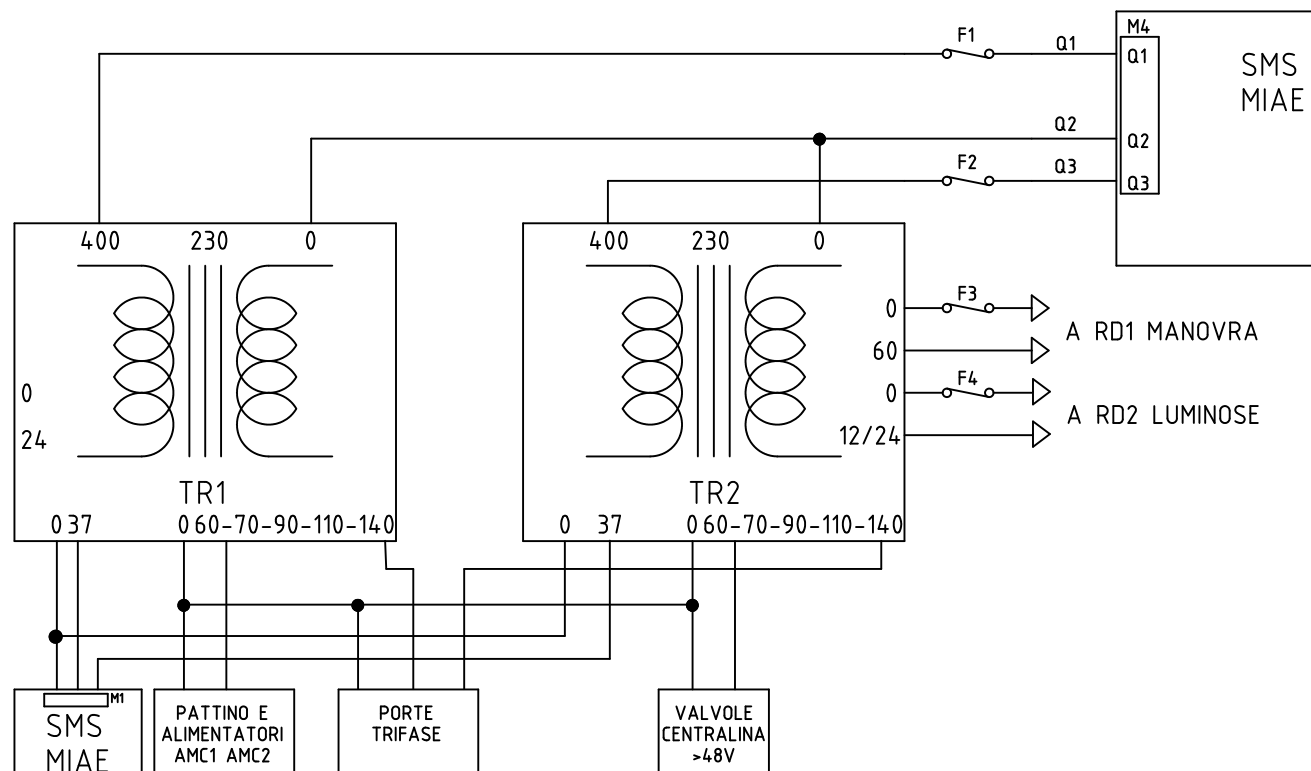 F1
Q1
M4
Q1
SMS
MIAE
Q2
Q2
F2
Q3
Q3
400 230 0
400 230 0
0
F3
A RD1 MANOVRA
60
0
F4
A RD2 LUMINOSE
12/24
0
24
TR1
TR2
0 37
0 60-70-90-110-140
0 37
0 60-70-90-110-140
M1
SMS
MIAE
PATTINO E
ALIMENTATORI
AMC1 AMC2
PORTE
TRIFASE
VALVOLE
CENTRALINA
>48V